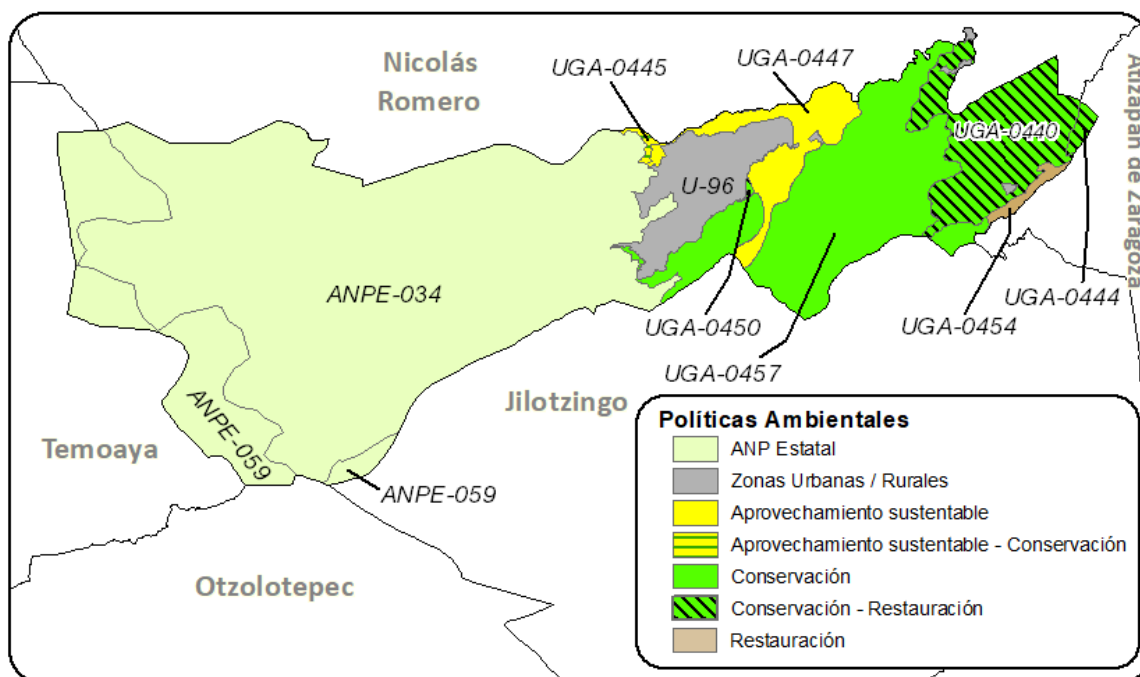 Nicolás
Romero
UGA-0445
UGA-0447
Atizapán de Zaragoza
UGA-0440
U-96
ANPE-034
UGA-0444
UGA-0450
UGA-0454
UGA-0457
ANPE-059
Jilotzingo
Temoaya
ANPE-059
Otzolotepec
Políticas Ambientales
ANP Estatal
Zonas Urbanas / Rurales
Aprovechamiento sustentable
Aprovechamiento sustentable - Conservación
Conservación
Conservación - Restauración
Restauración